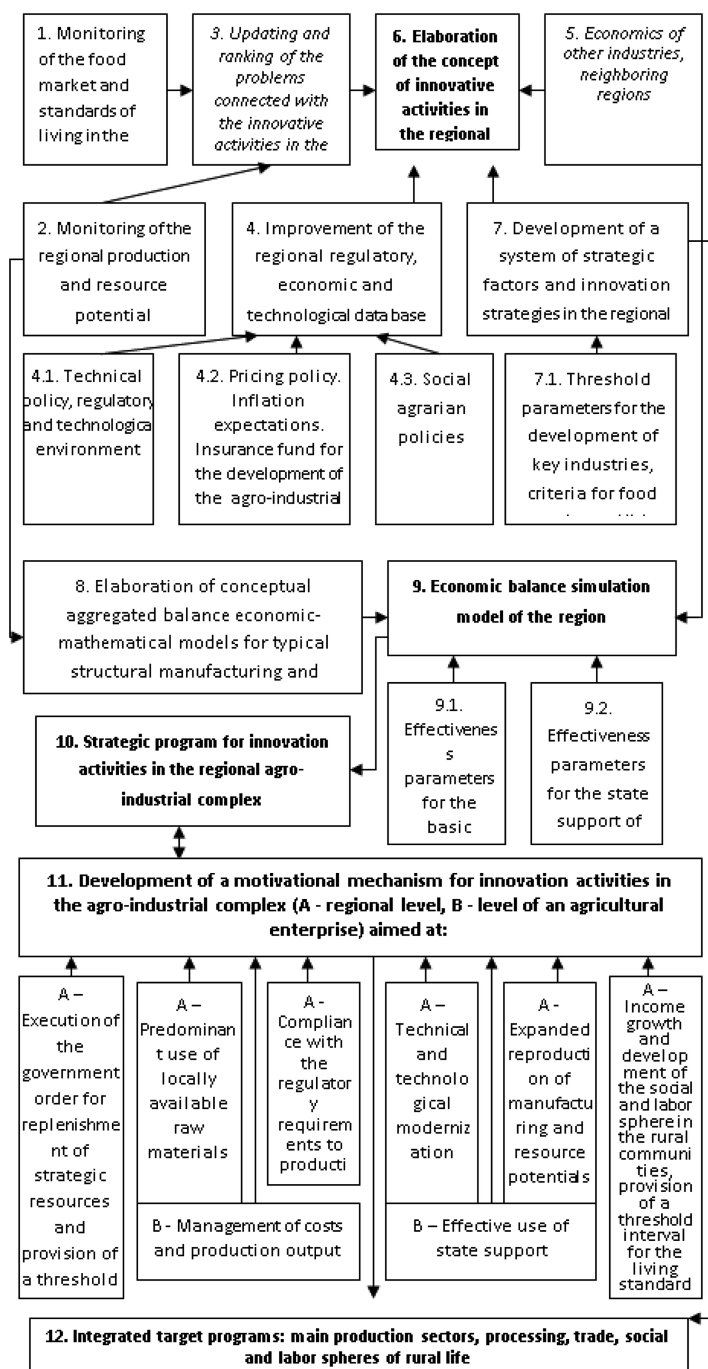 1. Monitoring
of the food
market and
standards of
living in the
3. Updating and
ranking of the
problems
connected with
the innovative
activities in the
6. Elaboration
of the concept
of innovative
activities in
the regional
5. Economics of
other industries,
neighboring
regions
2. Monitoring of the
regional production
and resource
potential
4. Improvement of the
regional regulatory,
economic and
technological database
7. Development of a
system of strategic
factors and innovation
strategies in the regional
4.1. Technical
policy, regulatory
and technologica
environment
4.2. Pricing policy.
Inflation
expectations.
Insurance fund for
the development of
the agro-industrial
4.3. Social
agrarian
policies
7.1. Threshold
parameters for the
development of
key industries,
criteria for food
8. Elaboration of conceptual
aggregated balance economic-
mathematical models for typical
structural manufacturing and
9. Economic balance simulation
model of the region
9.1.
Effectivenes
s
parameters
for the
basic
9.2.
Effectiveness
parameters
for the state
support of
10. Strategic program for innovation
activities in the regional agro-
industrial complex
11. Development of a motivational mechanism for innovation activities in
the agro-industrial complex (A - regional level, B - level of an agricultural
enterprise) aimed at:
A –
Execution of
the
government
order for
replenishme
nt of
strategic
resources
and
provision of
a threshold
A –
Predominan
t use of
locally
available
raw
materials
A -
Complian
ce with
the
regulator
y
requirem
ents to
producti
A –
Technical
and
technolo
gical
moderniz
ation
A -
Expanded
reproducti
on of
manufactu
ring and
resource
potentials
A –
Income
growth
and
develop
ment of
the social
and labor
sphere in
the rural
communi
ties,
provision
of a
threshold
interval
for the
living
standard
B - Management of costs
and production output
B – Effective use of
state support
12. Integrated target programs: main production sectors, processing, trade, social
and labor spheres of rural life